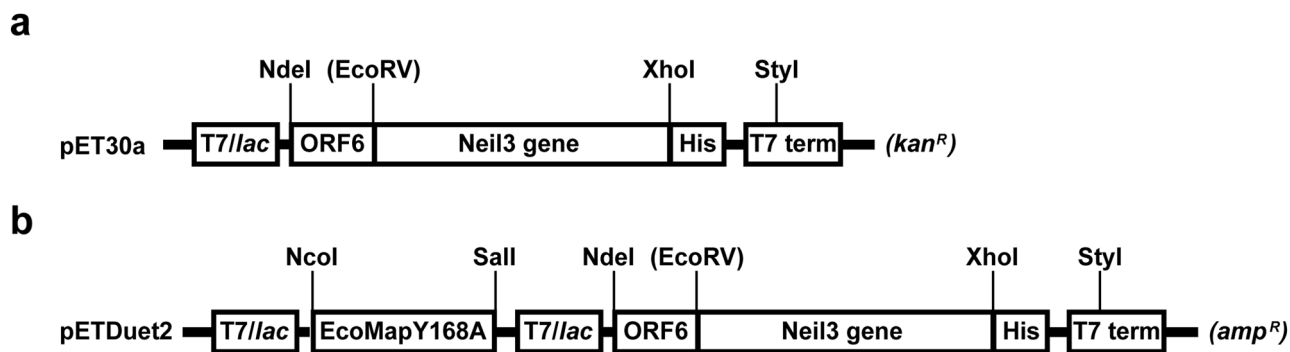 a
NdeI (EcoRV) XhoI StyI
pET30a T7/lac ORF6 Neil3 gene His T7 term (kanR)
b
NcoI SalI NdeI (EcoRV) XhoI StyI
pETDuet2 T7/lac EcoMapY168A T7/lac ORF6 Neil3 gene His T7 term (ampR)